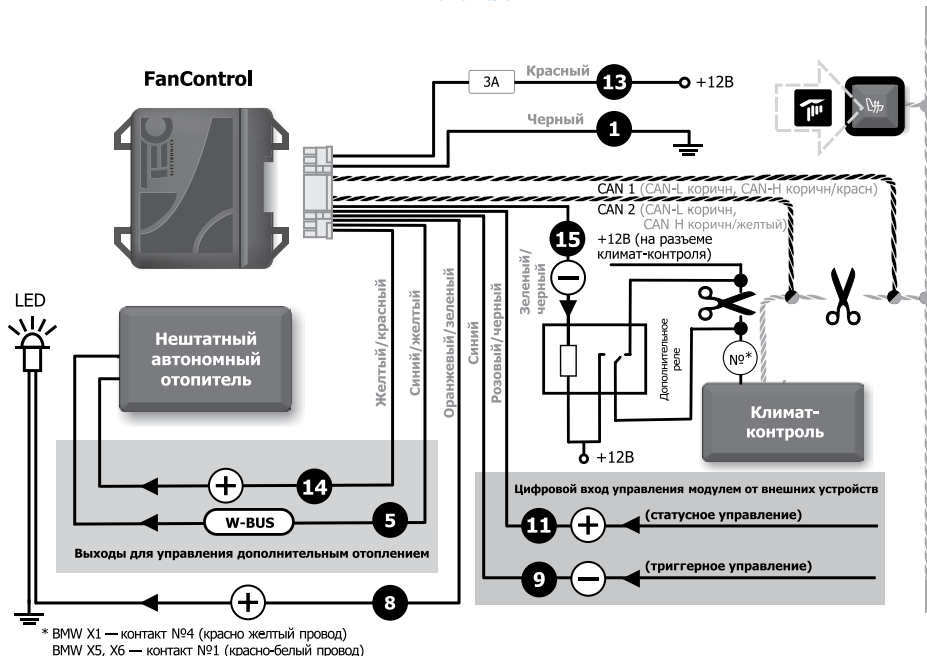 FanControl
TEC
ELECTRONICS
3А
Красный
13
+12В
Черный
1
CAN 1 (CAN-L коричн, CAN-H коричн/красн)
CAN 2 (CAN-L коричн,
CAN H коричн/желтый)
15
+12В (на разъеме
климат-контроля)
Зеленый/
черный
LED
Нештатный
автономный
отопитель
Желтый/красный
Синий/желтый
Оранжевый/зеленый
Синий
Розовый/черный
Дополнительное
реле
№*
Климат-
контроль
+12В
14
W-BUS
5
Выходы для управления дополнительным отоплением
Цифровой вход управления модулем от внешних устройств
11
(статусное управление)
9
(триггерное управление)
8
* BMW X1 — контакт №4 (красно желтый провод)
BMW X5, X6 — контакт №1 (красно-белый провод)